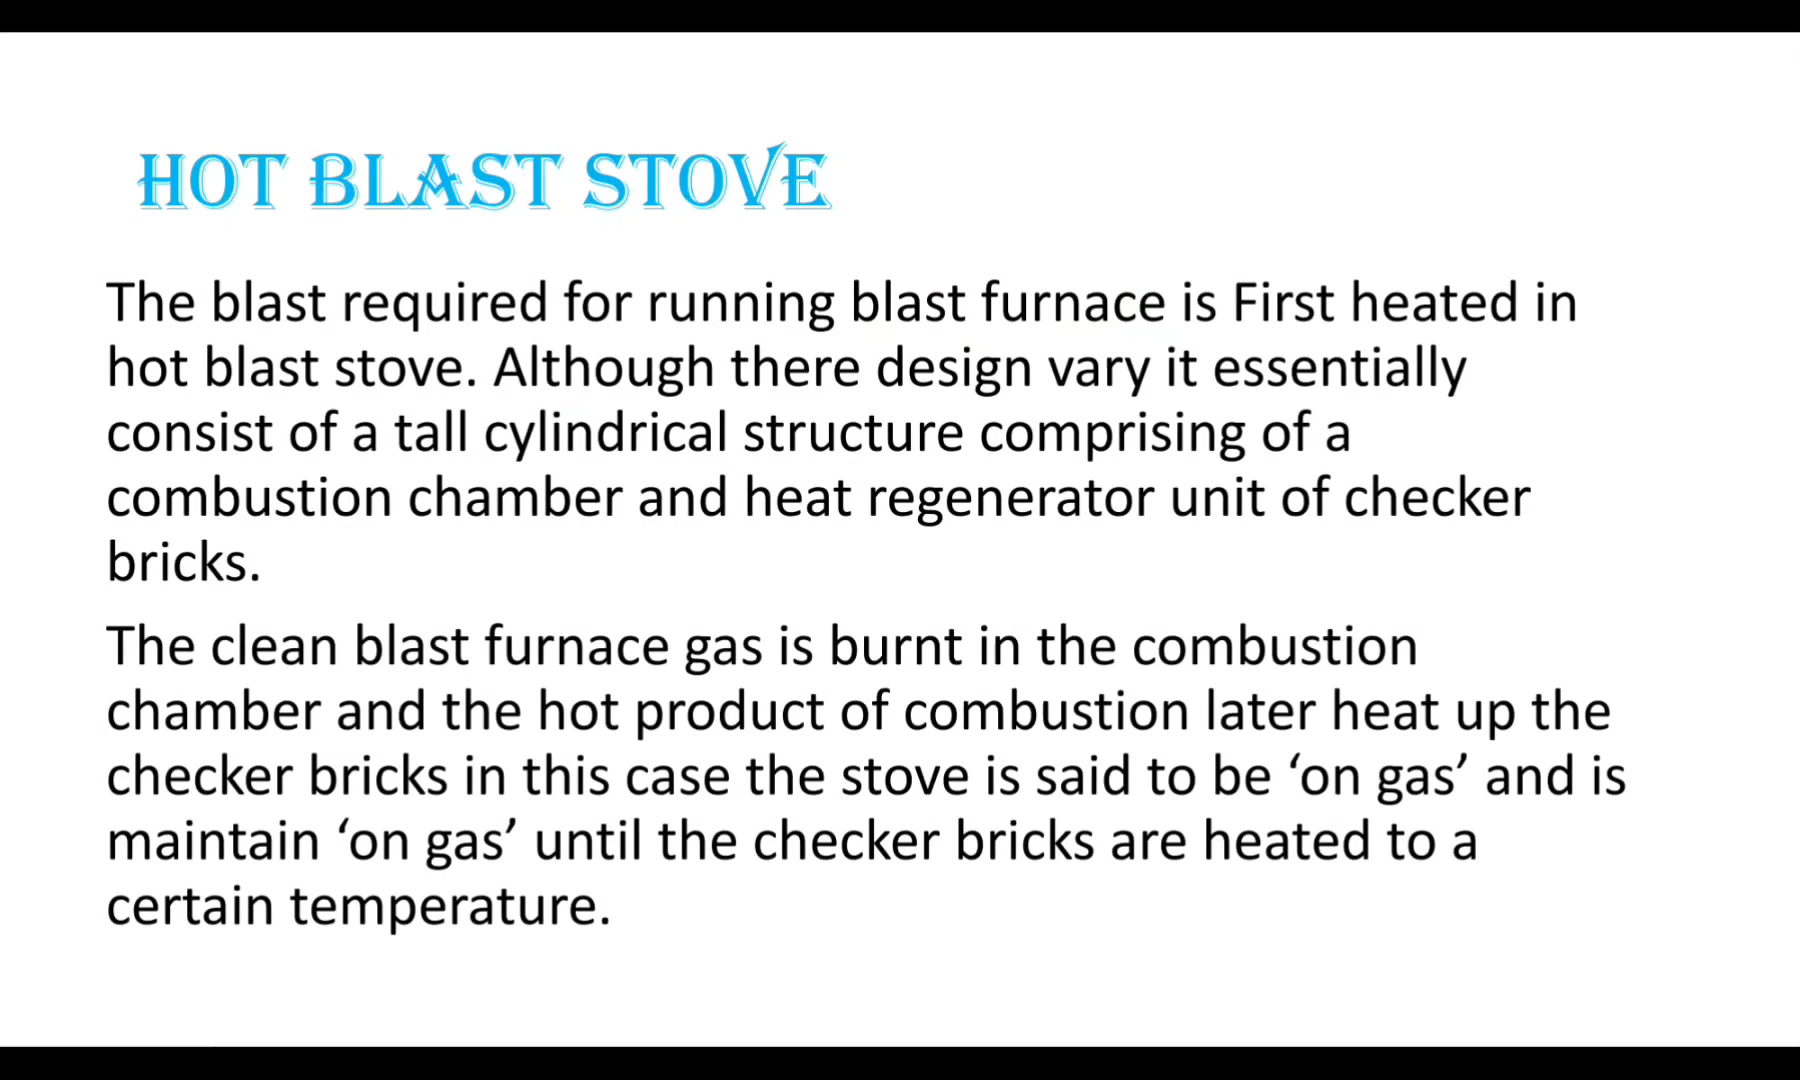 HOT BLAST STOVE
The blast required for running blast furnace is First heated in
hot blast stove. Although there design vary it essentially
consist of a tall cylindrical structure comprising of a
combustion chamber and heat regenerator unit of checker
bricks.
The clean blast furnace gas is burnt in the combustion
chamber and the hot product of combustion later heat up the
checker bricks in this case the stove is said to be ‘on gas’ and is
maintain ‘on gas’ until the checker bricks are heated to a
certain temperature.